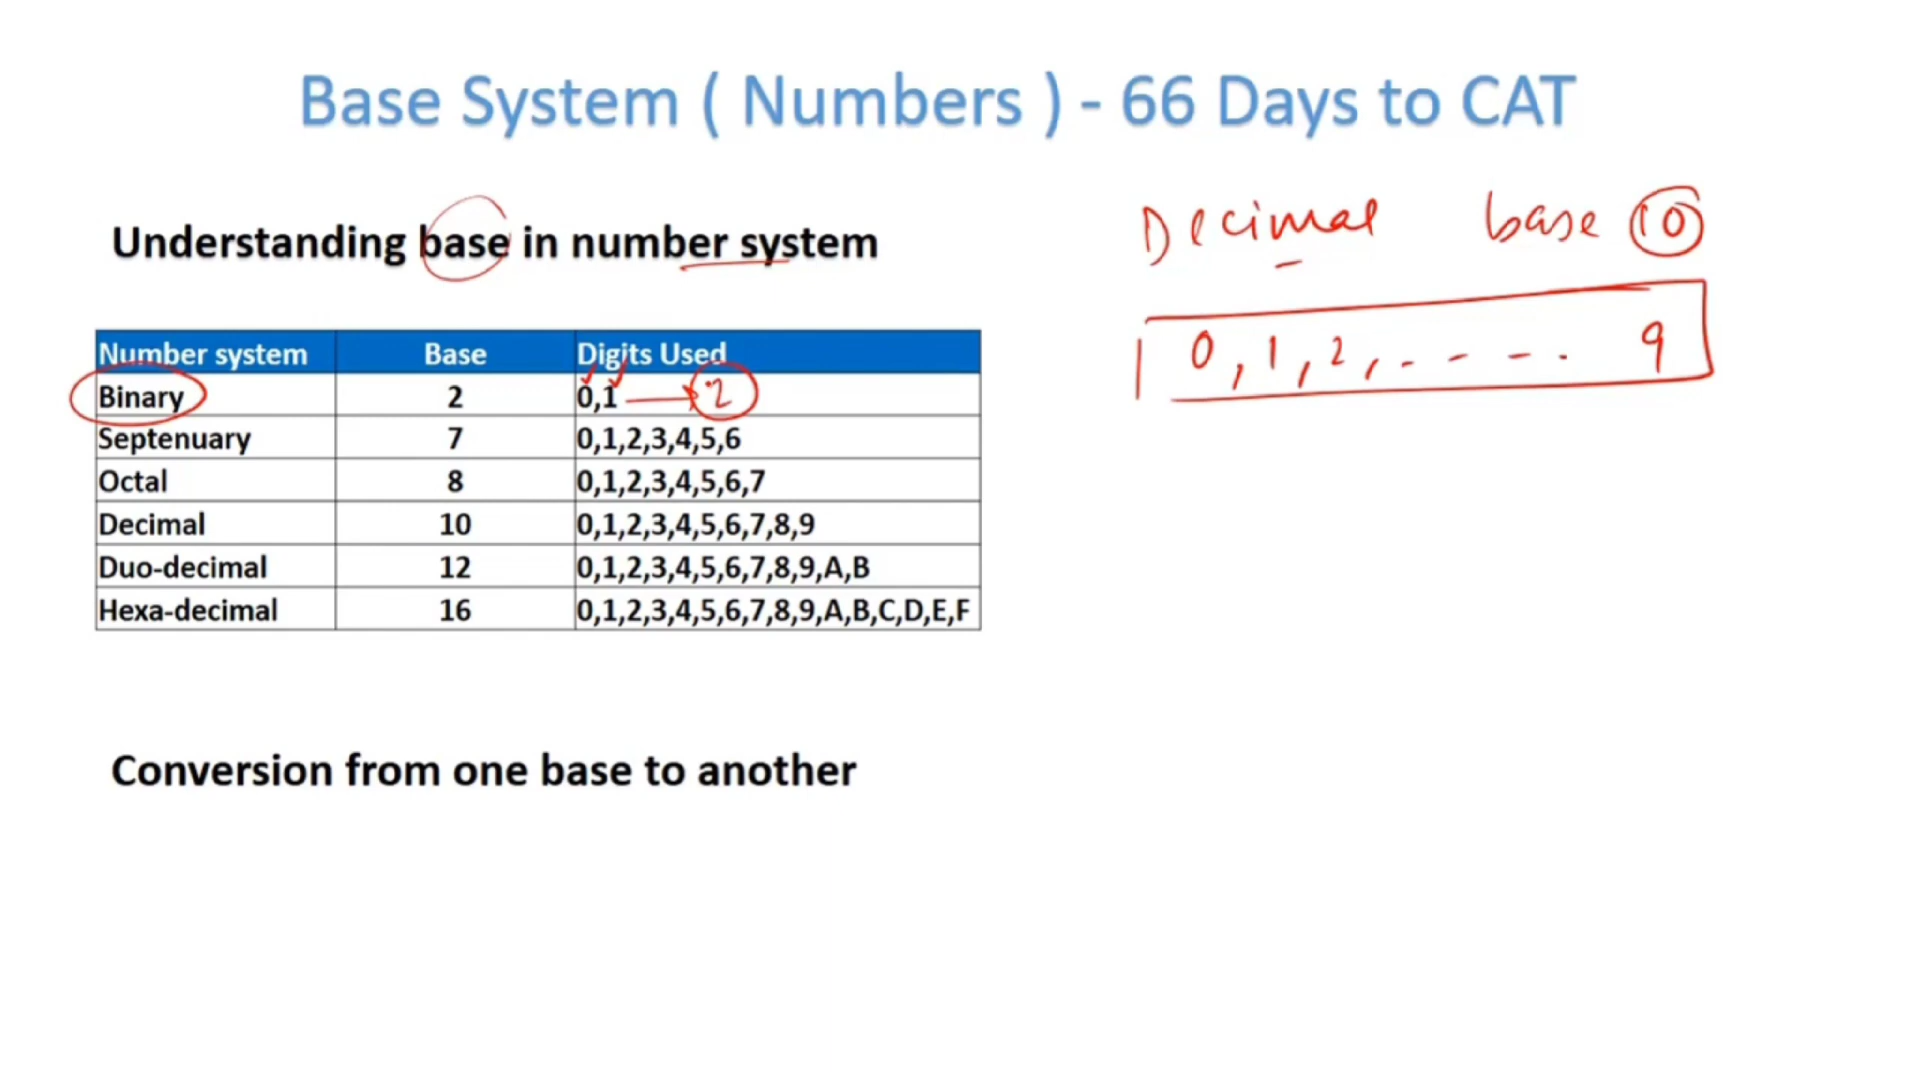 Base System ( Numbers ) - 66 Days to CAT
Understanding base in number system
Decimal base 10
0, 1, 2, . - - - . 9
Number system Base Digits Used
Binary 2 0,1 2
Septenuary 7 0,1,2,3,4,5,6
Octal 8 0,1,2,3,4,5,6,7
Decimal 10 0,1,2,3,4,5,6,7,8,9
Duo-decimal 12 0,1,2,3,4,5,6,7,8,9,A,B
Hexa-decimal 16 0,1,2,3,4,5,6,7,8,9,A,B,C,D,E,F
Conversion from one base to another